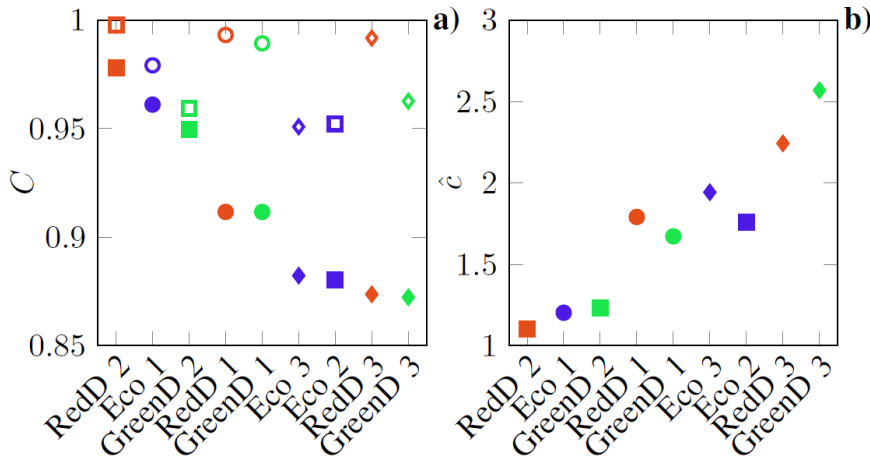 a)
C
1
0.95
0.9
0.85
RedD 2
Eco 1
GreenD 2
RedD 1
GreenD 1
Eco 3
Eco 2
RedD 3
GreenD 3
b)
ĉ
3
2.5
2
1.5
1
RedD 2
Eco 1
GreenD 2
RedD 1
GreenD 1
Eco 3
Eco 2
RedD 3
GreenD 3